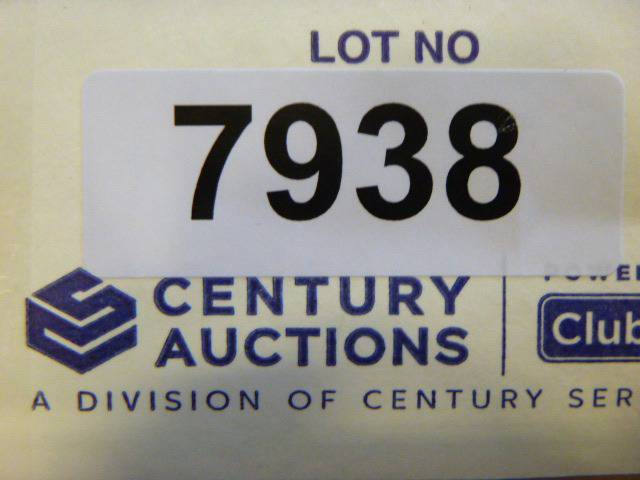 LOT NO
7938
CENTURY
AUCTIONS
Club
A DIVISION OF CENTURY